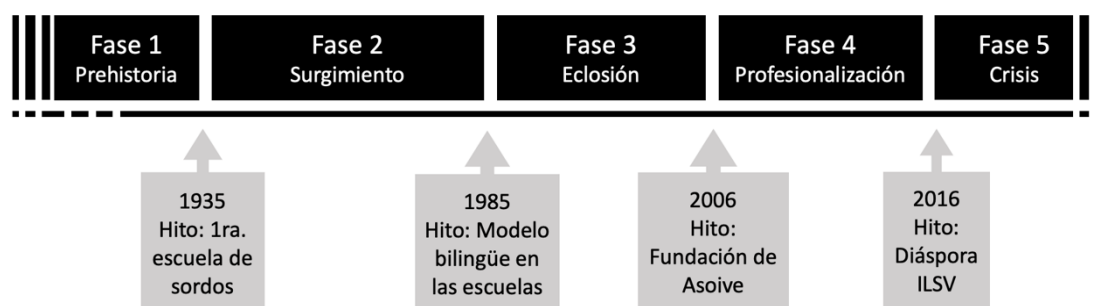 Fase 1
Prehistoria
Fase 2
Surgimiento
Fase 3
Eclosión
Fase 4
Profesionalización
Fase 5
Crisis
1935
Hito: 1ra.
escuela de
sordos
1985
Hito: Modelo
bilingüe en
las escuelas
2006
Hito:
Fundación de
Asoive
2016
Hito:
Diáspora
ILSV